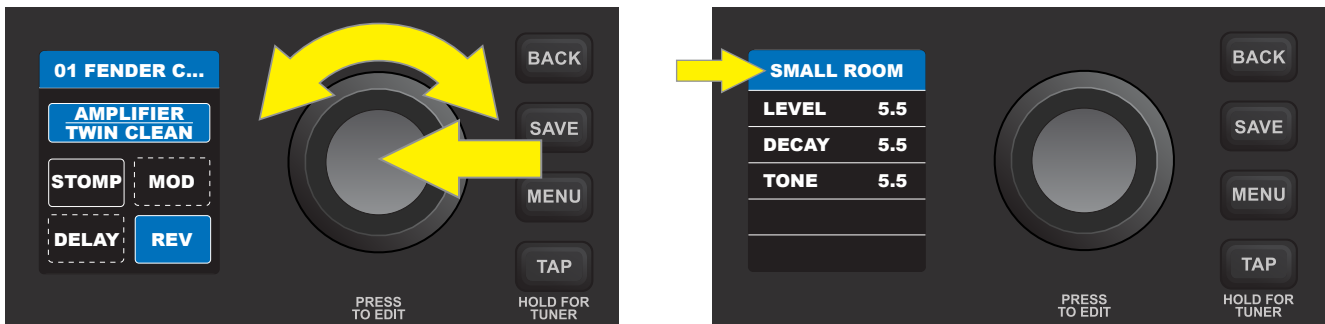 01 FENDER C...
AMPLIFIER
TWIN CLEAN
STOMP MOD
DELAY REV
BACK
SAVE
MENU
TAP
PRESS
TO EDIT
HOLD FOR
TUNER
SMALL ROOM
LEVEL 5.5
DECAY 5.5
TONE 5.5
BACK
SAVE
MENU
TAP
PRESS
TO EDIT
HOLD FOR
TUNER